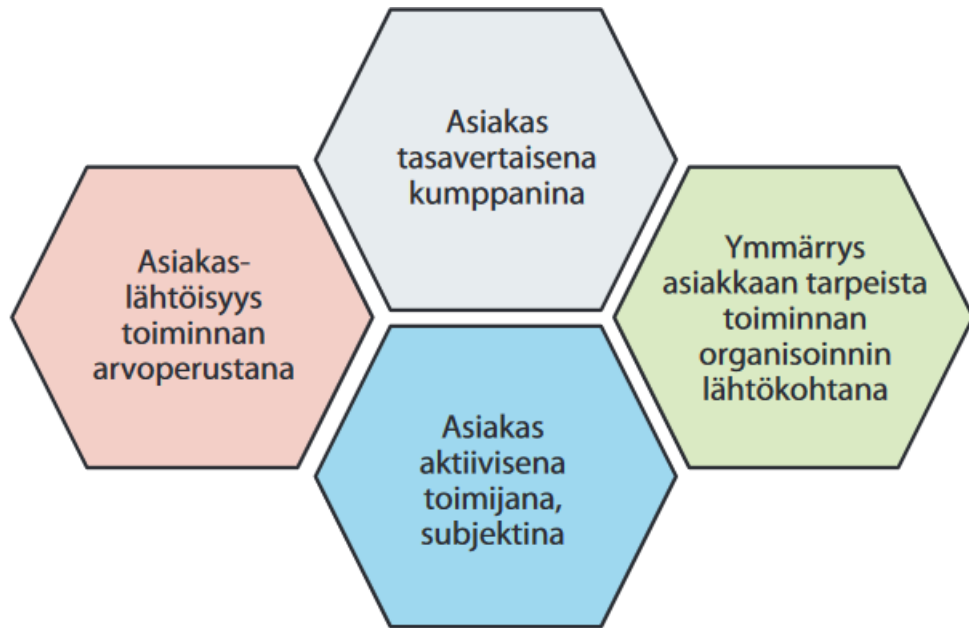 Asiakas
tasavertaisena
kumppanina
Asiakas-
lähtöisyys
toiminnan
arvoperustana
Ymmärrys
asiakkaan tarpeista
toiminnan
organisoinnin
lähtökohtana
Asiakas
aktiivisena
toimijana,
subjektina